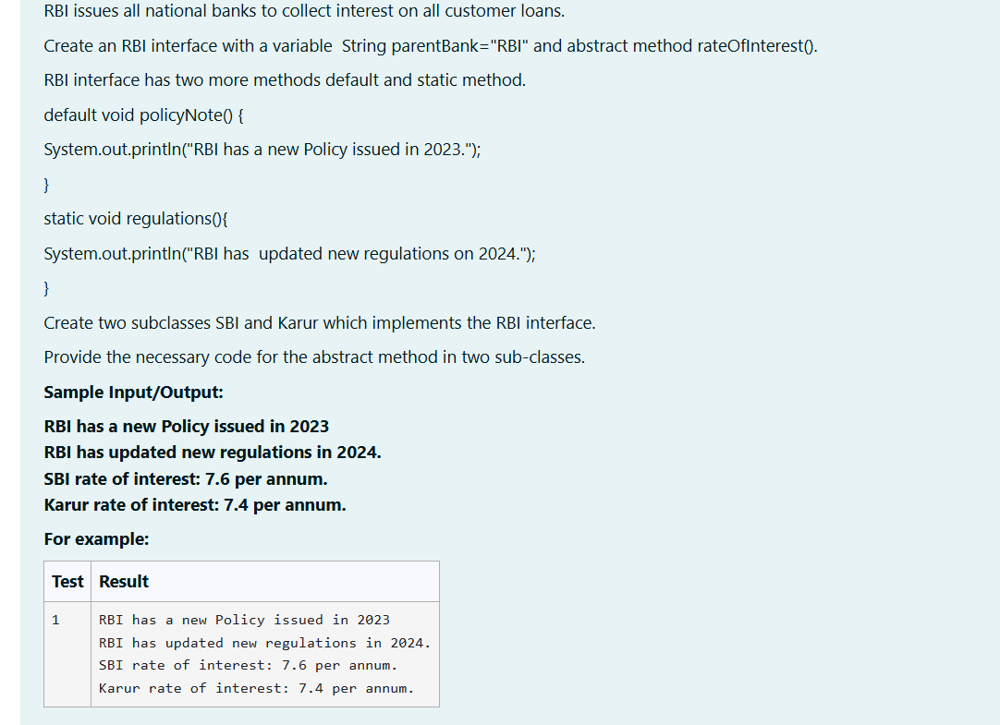 RBI issues all national banks to collect interest on all customer loans.
Create an RBI interface with a variable  String parentBank="RBI" and abstract method rateOfInterest().
RBI interface has two more methods default and static method.
default void policyNote() {
System.out.println("RBI has a new Policy issued in 2023.");
}
static void regulations(){
System.out.println("RBI has  updated new regulations on 2024.");
}
Create two subclasses SBI and Karur which implements the RBI interface.
Provide the necessary code for the abstract method in two sub-classes.
Sample Input/Output:
RBI has a new Policy issued in 2023
RBI has updated new regulations in 2024.
SBI rate of interest: 7.6 per annum.
Karur rate of interest: 7.4 per annum.
For example:
Test Result
1 RBI has a new Policy issued in 2023
RBI has updated new regulations in 2024.
SBI rate of interest: 7.6 per annum.
Karur rate of interest: 7.4 per annum.